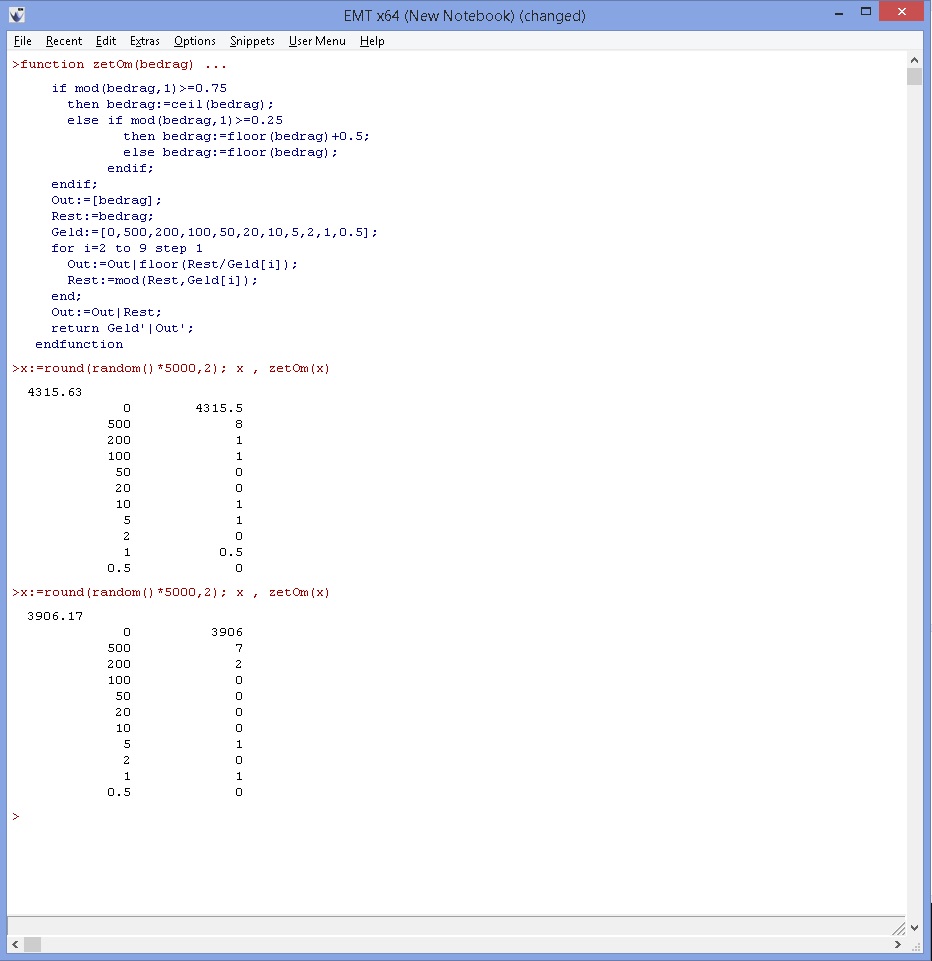 EMT x64 (New Notebook) (changed)
File Recent Edit Extras Options Snippets User Menu Help
>function zetOm(bedrag) ...
if mod(bedrag,1)>=0.75
then bedrag:=ceil(bedrag);
else if mod(bedrag,1)>=0.25
then bedrag:=floor(bedrag)+0.5;
else bedrag:=floor(bedrag);
endif;
endif;
Out:=[bedrag];
Rest:=bedrag;
Geld:=[0,500,200,100,50,20,10,5,2,1,0.5];
for i=2 to 9 step 1
Out:=Out|floor(Rest/Geld[i]);
Rest:=mod(Rest,Geld[i]);
end;
Out:=Out|Rest;
return Geld'|Out';
endfunction
>x:=round(random()*5000,2); x , zetOm(x)
4315.63
0 4315.5
500 8
200 1
100 1
50 0
20 0
10 1
5 1
2 0
1 0.5
0.5 0
>x:=round(random()*5000,2); x , zetOm(x)
3906.17
0 3906
500 7
200 2
100 0
50 0
20 0
10 0
5 1
2 0
1 1
0.5 0
>